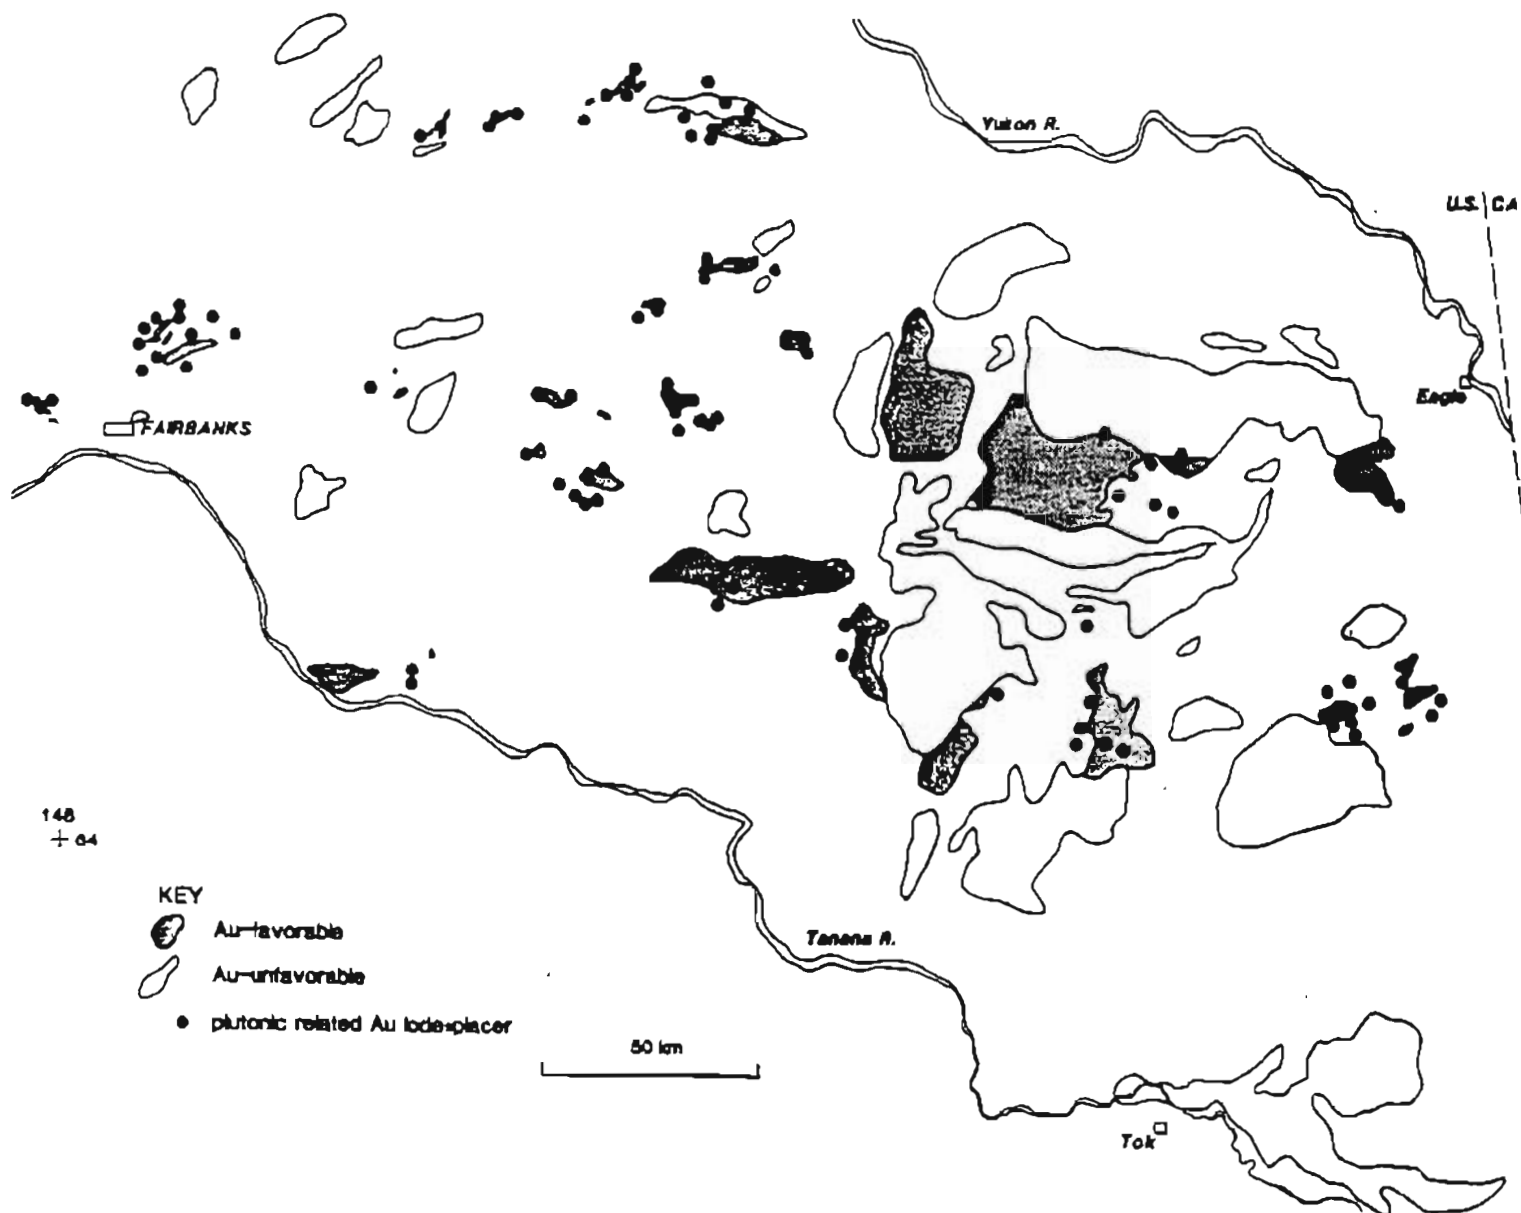 Yukon R.
U.S. CA
Eagle
FAIRBANKS
148
64
KEY
Au-favorable
Au-unfavorable
plutonic related Au lode+placer
Tanana R.
50 km
Tok